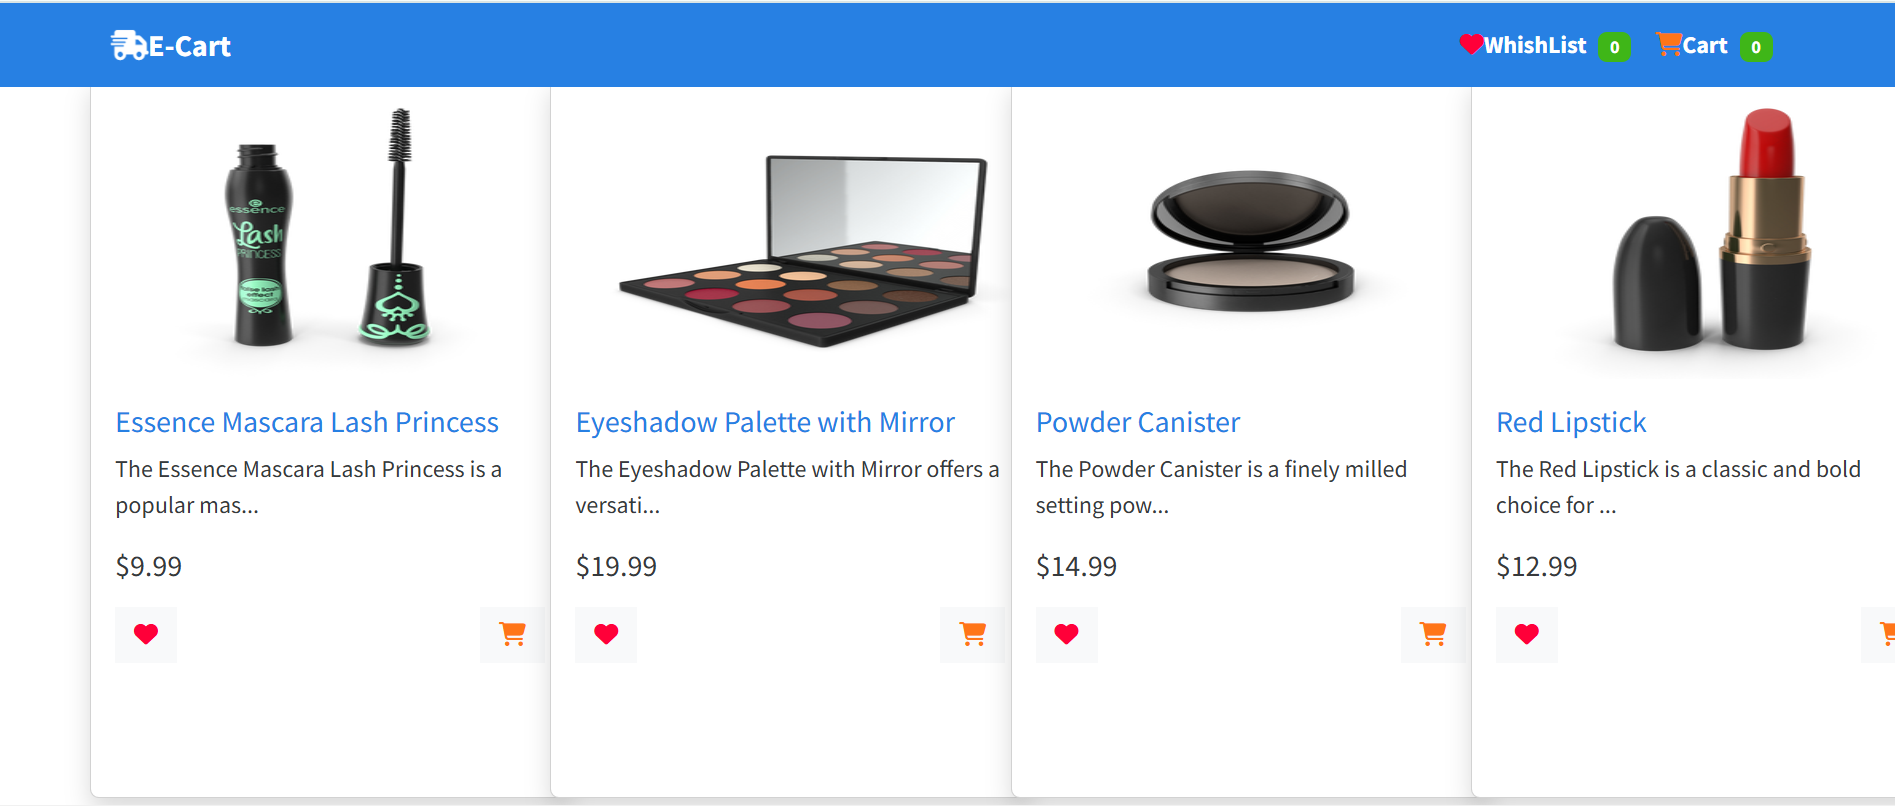 E-Cart
WhishList 0 Cart 0
essence
Lash
PRINCESS
false lash
effect
Essence Mascara Lash Princess
The Essence Mascara Lash Princess is a
popular mas...
$9.99
Eyeshadow Palette with Mirror
The Eyeshadow Palette with Mirror offers a
versati...
$19.99
Powder Canister
The Powder Canister is a finely milled
setting pow...
$14.99
Red Lipstick
The Red Lipstick is a classic and bold
choice for ...
$12.99